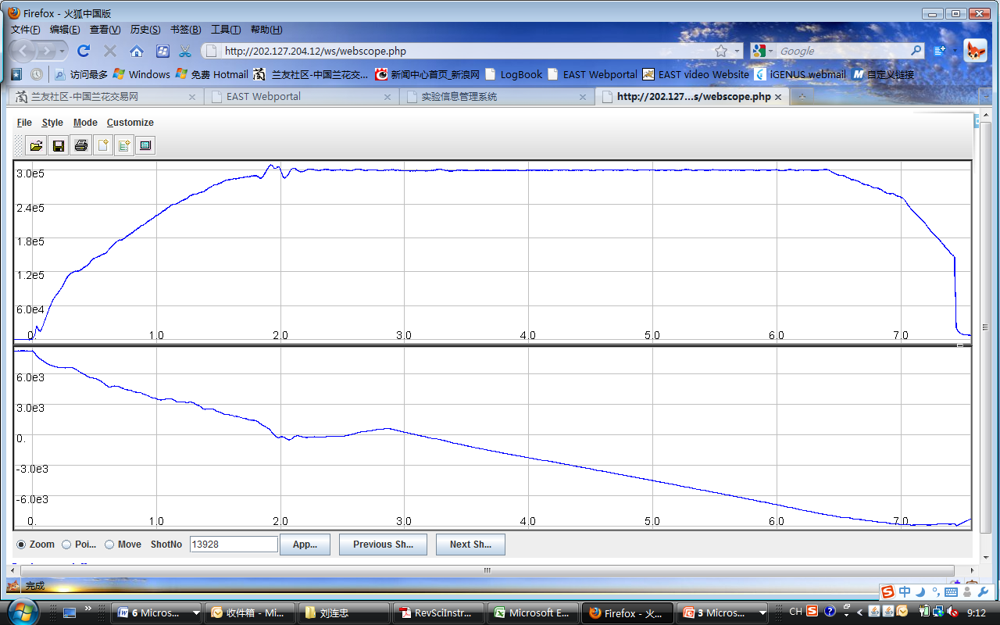 Firefox - 火狐中国版
文件(F) 编辑(E) 查看(V) 历史(S) 书签(B) 工具(T) 帮助(H)
http://202.127.204.12/ws/webscope.php Google
访问最多 Windows 免费 Hotmail 兰友社区-中国兰花交... 新闻中心首页_新浪网 LogBook EAST Webportal EAST video Website iGENUS webmail 自定义链接
兰友社区-中国兰花交易网 EAST Webportal 实验信息管理系统 http://202.127...s/webscope.php
File Style Mode Customize
3.0e5
2.4e5
1.8e5
1.2e5
6.0e4
0. 1.0 2.0 3.0 4.0 5.0 6.0 7.0
6.0e3
3.0e3
0.
-3.0e3
-6.0e3
0. 1.0 2.0 3.0 4.0 5.0 6.0 7.0
Zoom Poi... Move ShotNo 13928 App... Previous Sh... Next Sh...
完成
中
6 Micros... 收件箱 - Mi... 刘连忠 RevSciInstr... Microsoft E... Firefox - 火... 3 Micros... CH 9:12